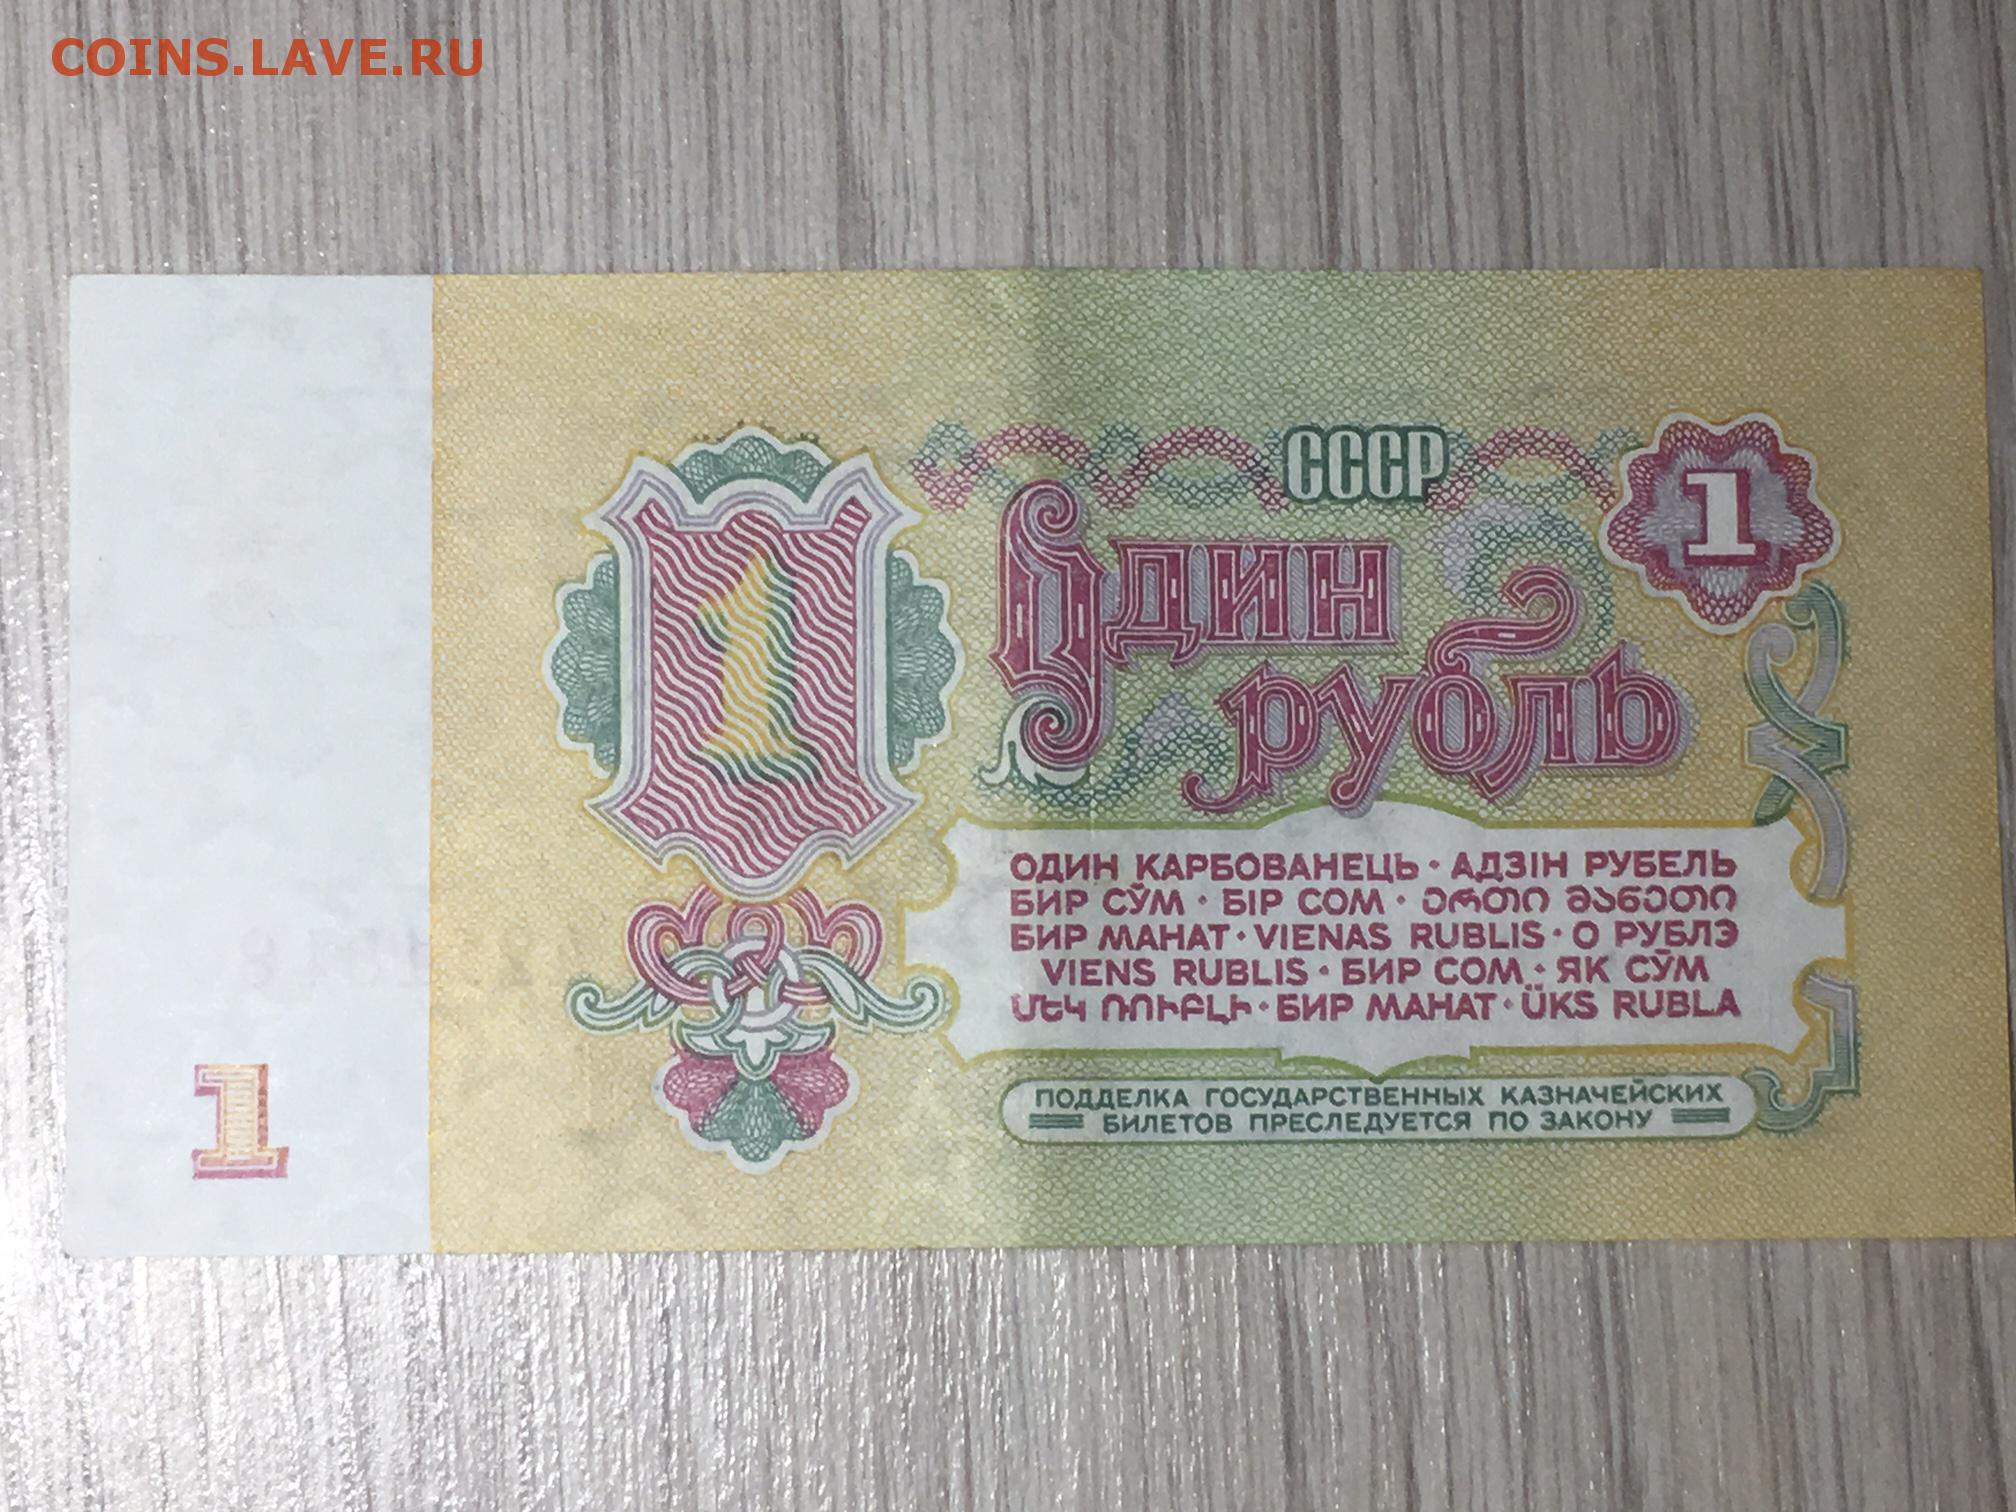 COINS.LAVE.RU
СССР
1
1
Один
рубль
ОДИН КАРБОВАНЕЦЬ · АДЗІН РУБЕЛЬ
БИР СЎМ · БІР СОМ · ერთი მანეთი
БИР МАНАТ · VIENAS RUBLIS · О РУБЛЭ
VIENS RUBLIS · БИР СОМ · ЯК СӮМ
ՄԵԿ ՌՈՒԲԼԻ · БИР МАНАТ · ÜKS RUBLA
ПОДДЕЛКА ГОСУДАРСТВЕННЫХ КАЗНАЧЕЙСКИХ
БИЛЕТОВ ПРЕСЛЕДУЕТСЯ ПО ЗАКОНУ
1